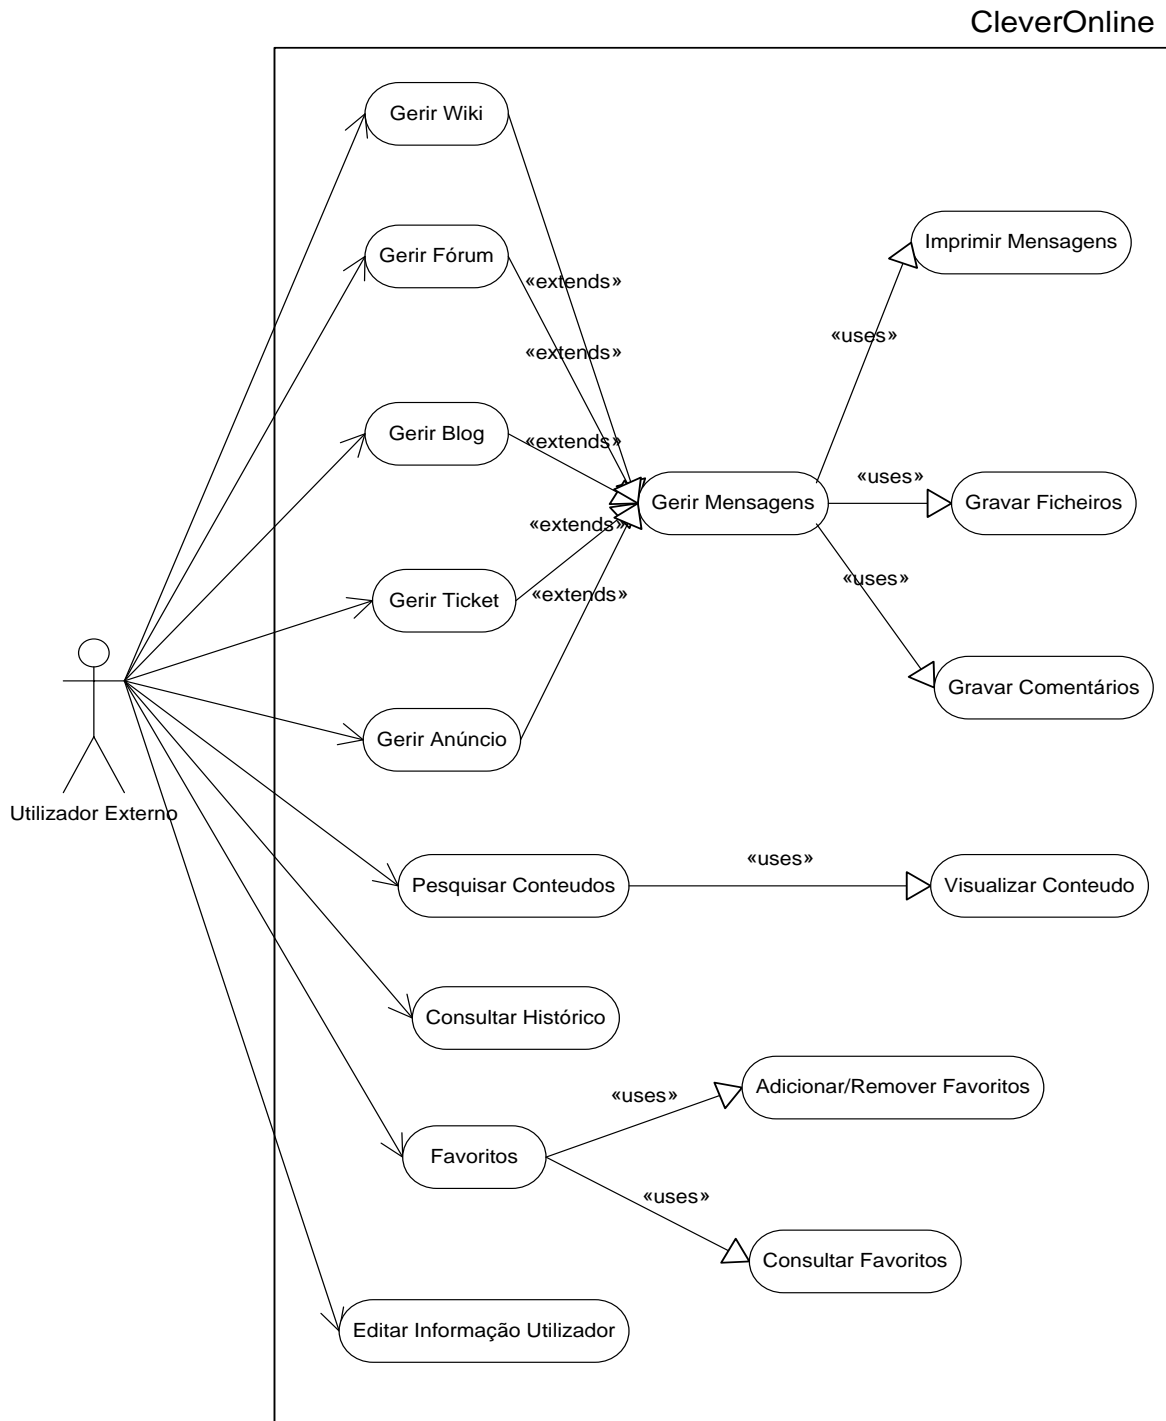 CleverOnline
Gerir Wiki
Imprimir Mensagens
Gerir Fórum
«extends»
«uses»
«extends»
Gerir Blog
«extends»
«uses»
Gerir Mensagens
Gravar Ficheiros
«extends»
«uses»
Gerir Ticket
«extends»
Gravar Comentários
Gerir Anúncio
Utilizador Externo
«uses»
Pesquisar Conteudos
Visualizar Conteudo
Consultar Histórico
Adicionar/Remover Favoritos
«uses»
Favoritos
«uses»
Consultar Favoritos
Editar Informação Utilizador